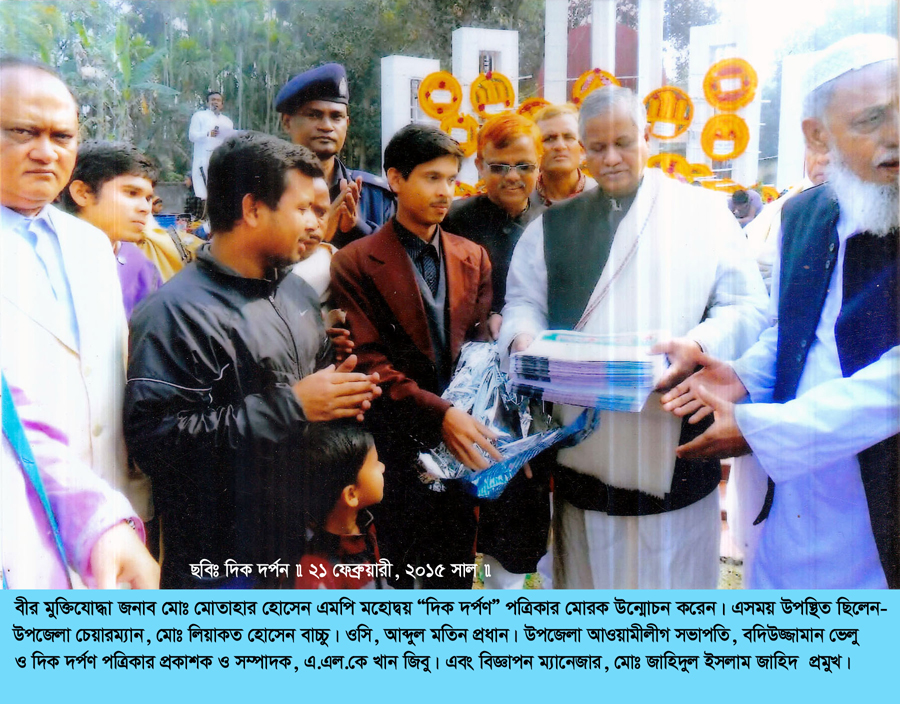 ছবিঃ দিক দর্পন ॥ ২১ ফেব্রুয়ারী, ২০১৫ সাল ॥
বীর মুক্তিযোদ্ধা জনাব মোঃ মোতাহার হোসেন এমপি মহোদ্বয় “দিক দর্পণ” পত্রিকার মোরক উন্মোচন করেন। এসময় উপস্থিত ছিলেন-
উপজেলা চেয়ারম্যান, মোঃ লিয়াকত হোসেন বাচ্চু। ওসি, আব্দুল মতিন প্রধান। উপজেলা আওয়ামীলীগ সভাপতি, বদিউজ্জামান ভেলু
ও দিক দর্পণ পত্রিকার প্রকাশক ও সম্পাদক, এ.এল.কে খান জিবু। এবং বিজ্ঞাপন ম্যানেজার, মোঃ জাহিদুল ইসলাম জাহিদ প্রমুখ।